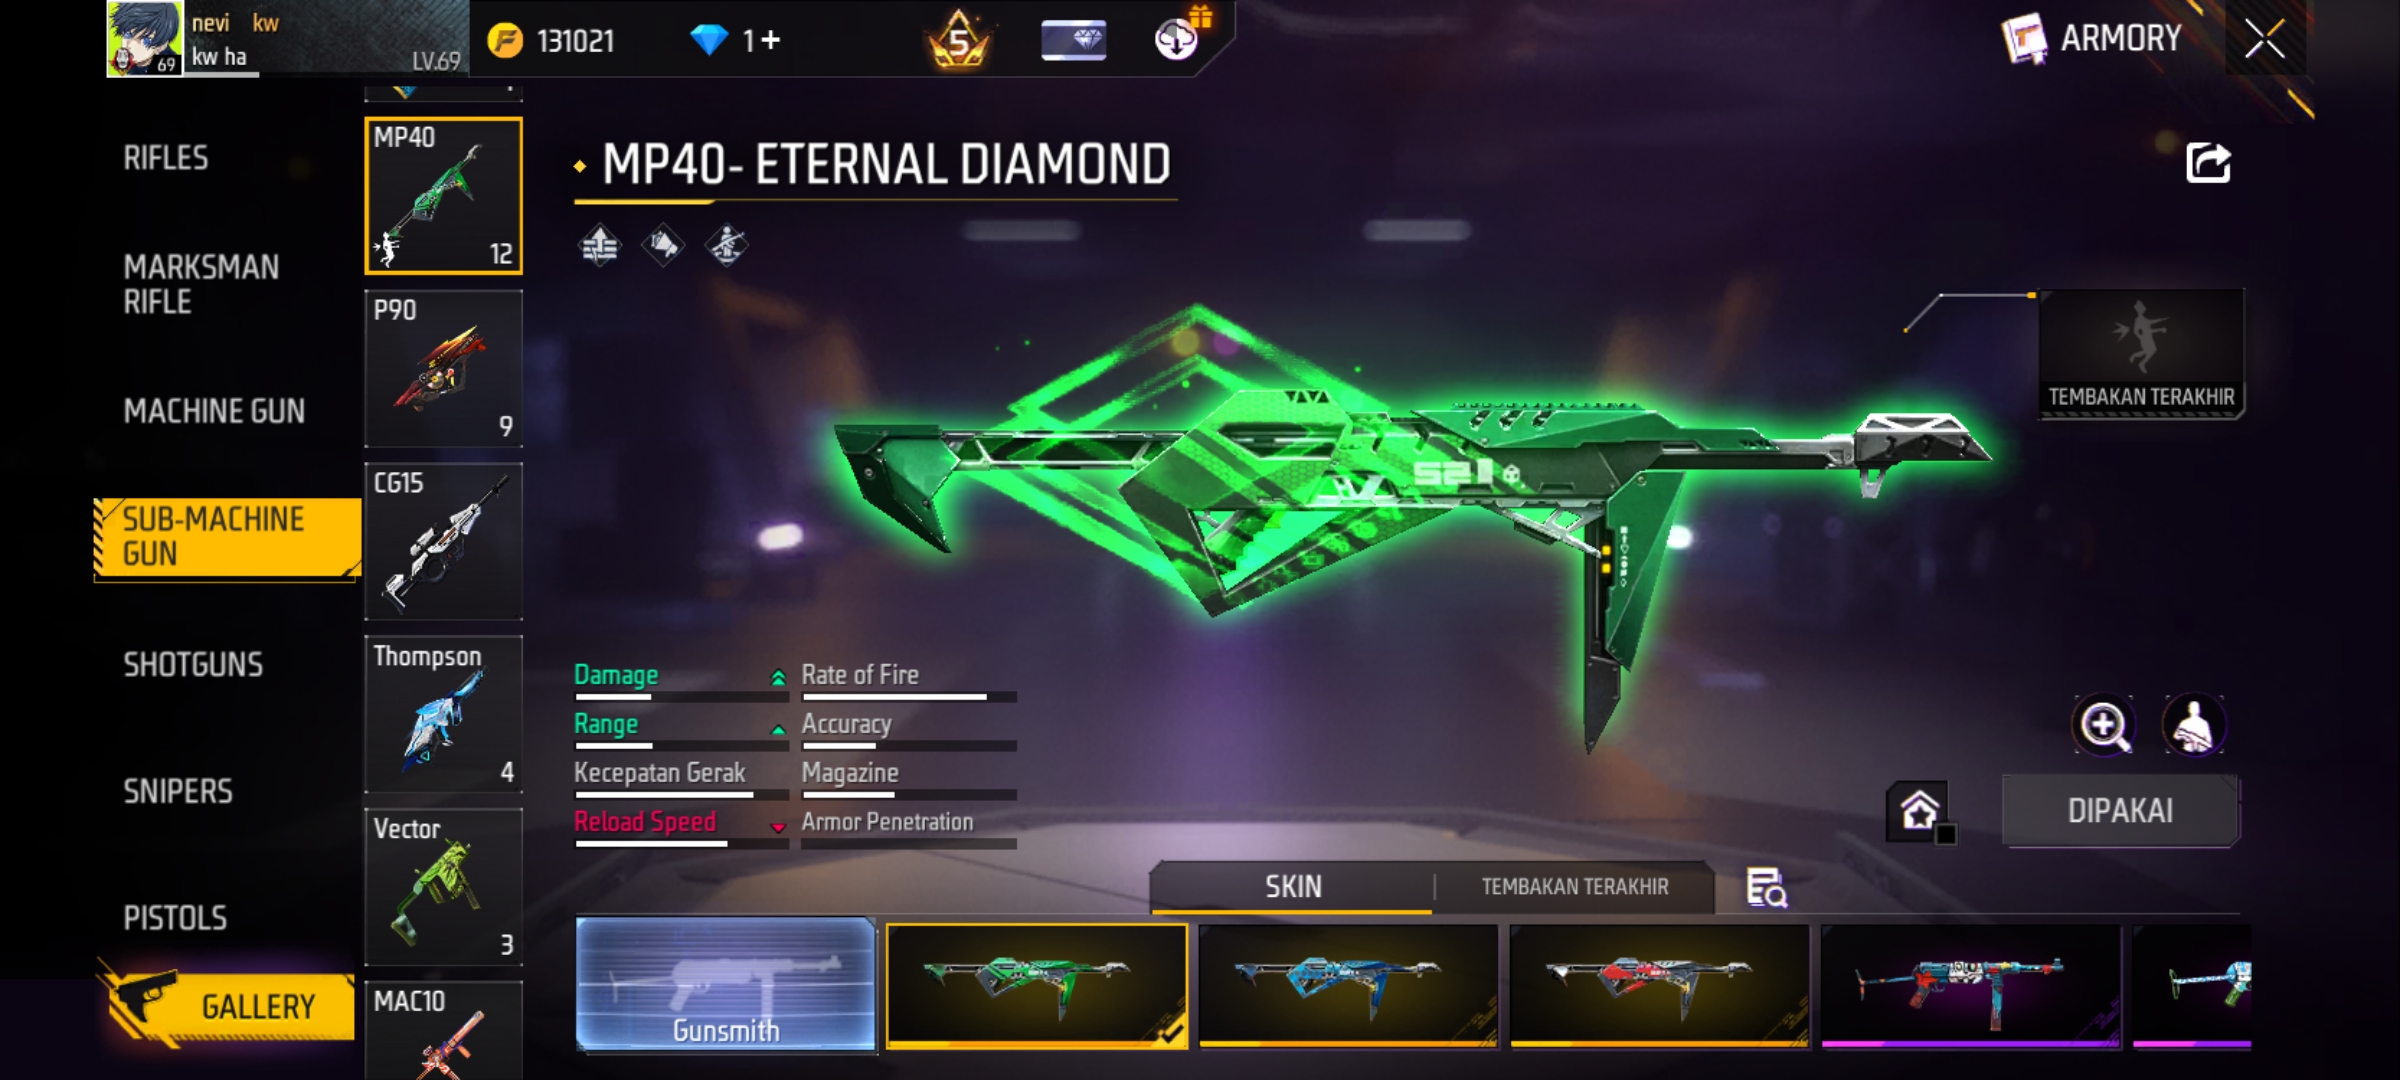 nevi kw
kw ha
69
LV.69
131021
1+
5
ARMORY
RIFLES
MARKSMAN
RIFLE
MACHINE GUN
SUB-MACHINE
GUN
SHOTGUNS
SNIPERS
PISTOLS
GALLERY
MP40
12
P90
9
CG15
Thompson
4
Vector
3
MAC10
MP40- ETERNAL DIAMOND
S21
TEMBAKAN TERAKHIR
Damage
Rate of Fire
Range
Accuracy
Kecepatan Gerak
Magazine
Reload Speed
Armor Penetration
DIPAKAI
SKIN
TEMBAKAN TERAKHIR
Gunsmith